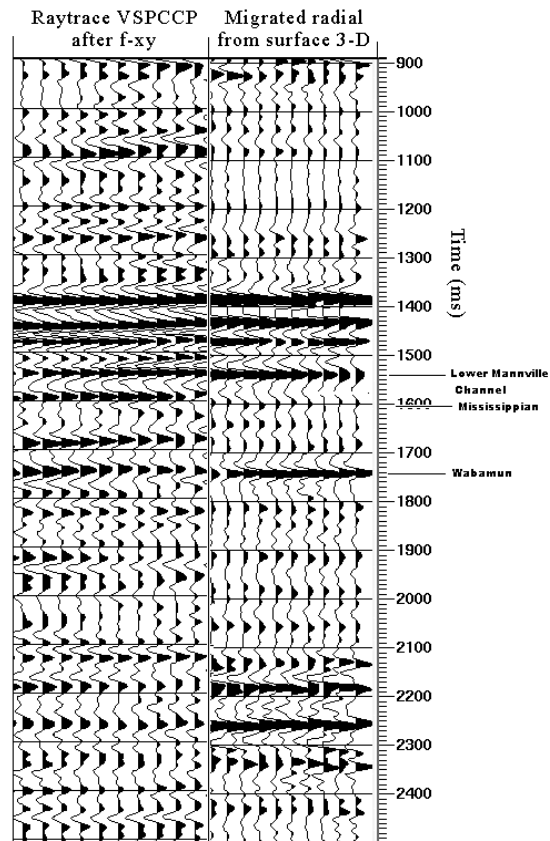 Raytrace VSPCCP
after f-xy
Migrated radial
from surface 3-D
900
1000
1100
1200
1300
1400
1500
1600
1700
1800
1900
2000
2100
2200
2300
2400
Time (ms)
Lower Mannville
Channel
Mississippian
Wabamun